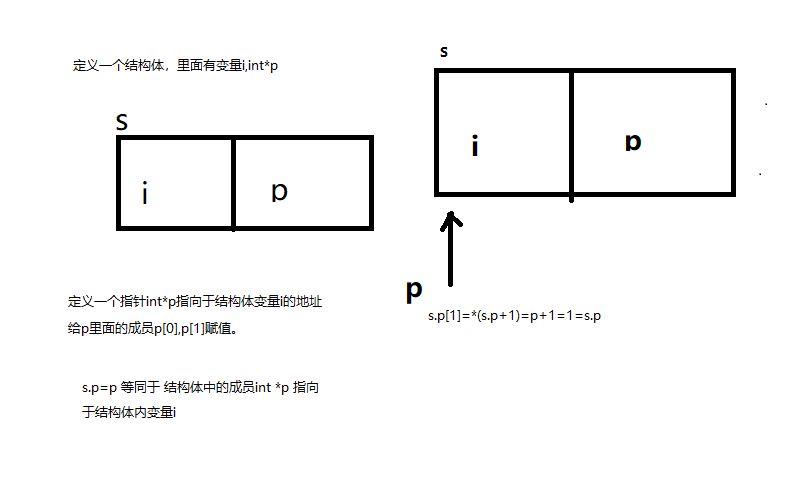 定义一个结构体，里面有变量i,int*p
S
i
p
定义一个指针int*p指向于结构体变量i的地址
给p里面的成员p[0],p[1]赋值。
s.p=p 等同于 结构体中的成员int *p 指向
于结构体内变量i
s
i
p
p
s.p[1]=*(s.p+1)=p+1=1=s.p